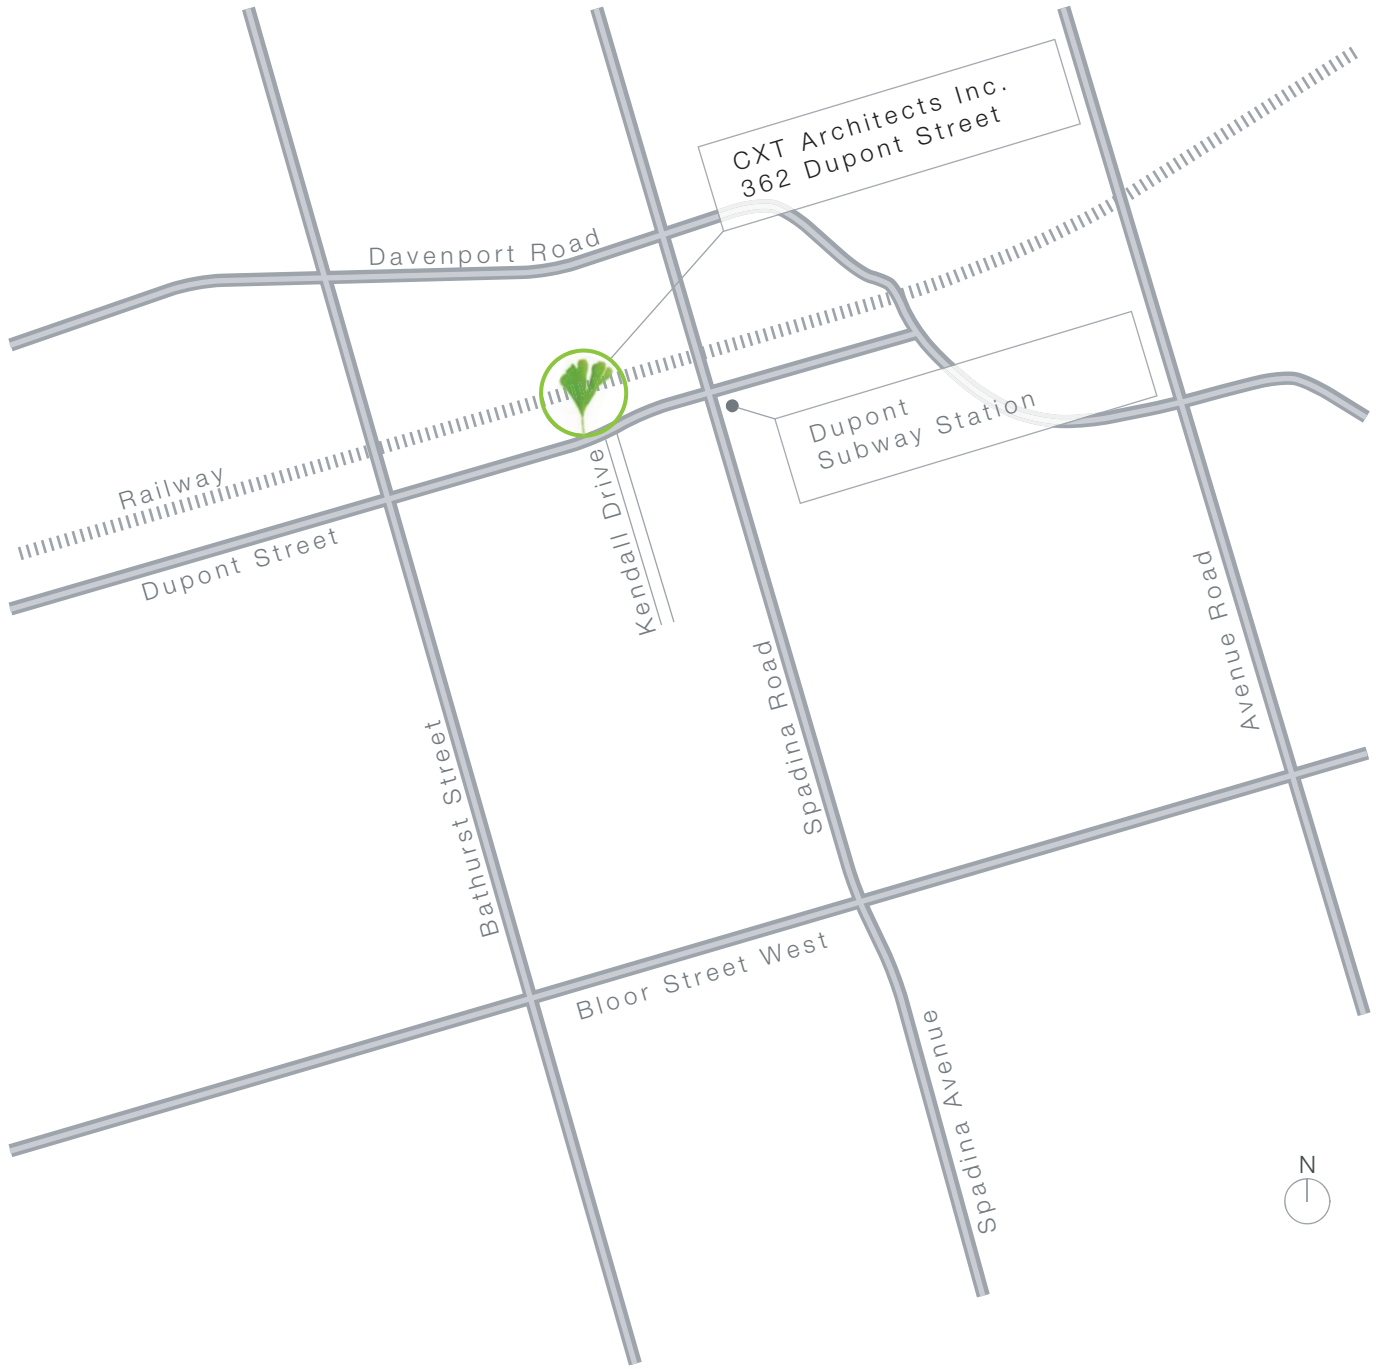 CXT Architects Inc.
362 Dupont Street
Davenport Road
Dupont
Subway Station
Railway
Dupont Street
Kendall Drive
Avenue Road
Spadina Road
Bathurst Street
Bloor Street West
Spadina Avenue
N